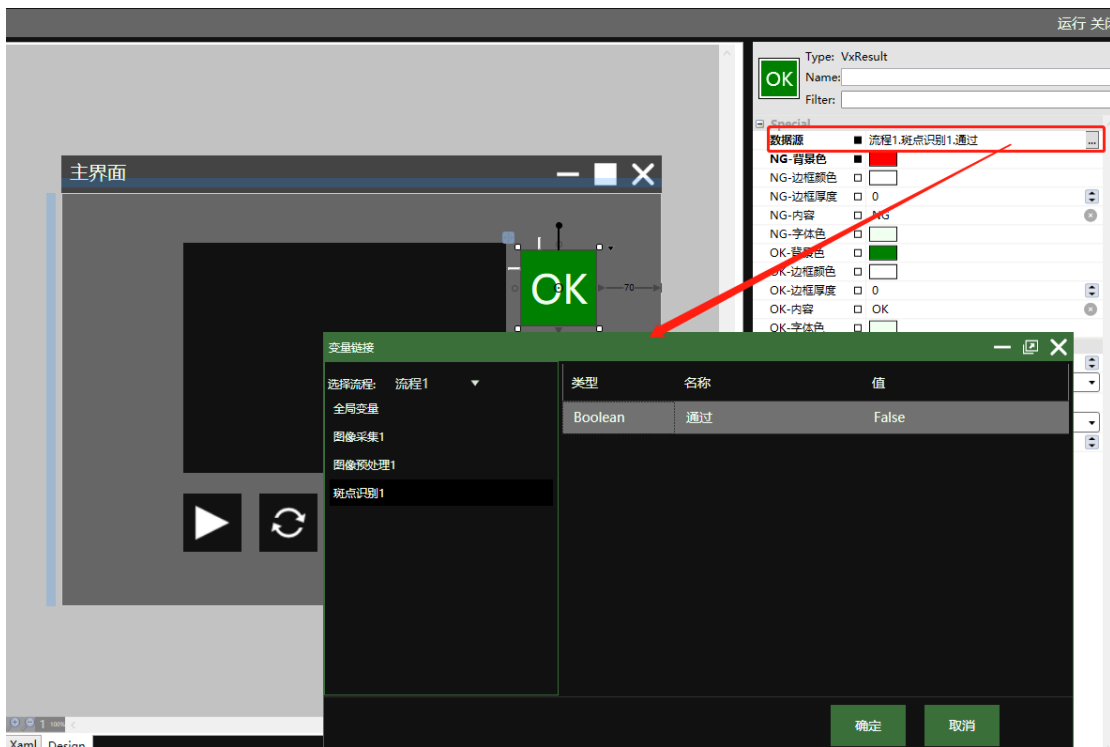 运行 关闭
Type: VxResult
OK
Name:
Filter:
Special
数据源 流程1.斑点识别1.通过 ...
NG-背景色
NG-边框颜色
NG-边框厚度 0
NG-内容 NG
NG-字体色
OK-背景色
OK-边框颜色
OK-边框厚度 0
OK-内容 OK
OK-字体色
主界面
OK
70
变量链接
选择流程: 流程1
全局变量
图像采集1
图像预处理1
斑点识别1
类型 名称 值
Boolean 通过 False
确定 取消
1 100%
Xaml Design